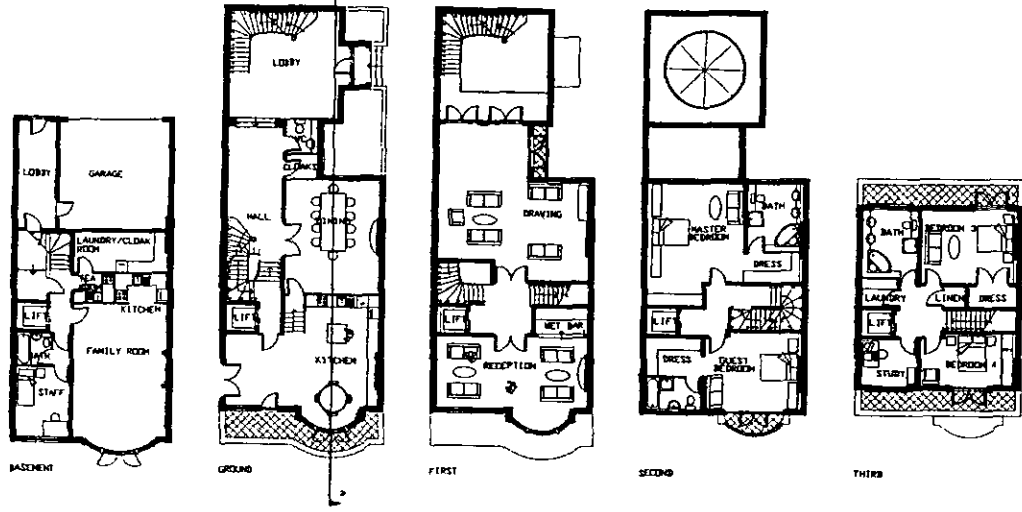 LOBBY
GARAGE
LAUNDRY/CLOAK
ROOM
KITCHEN
LIFT
BATH
FAMILY ROOM
STAFF
BASEMENT
LOBBY
WC
CLOAKS
HALL
DINING
LIFT
KITCHEN
GROUND
DRAWING
LIFT
WET BAR
RECEPTION
FIRST
MASTER
BEDROOM
BATH
DRESS
LIFT
DRESS
GUEST
BEDROOM
SECOND
BATH
BEDROOM 3
LAUNDRY
LINEN
DRESS
LIFT
STUDY
BEDROOM 4
THIRD